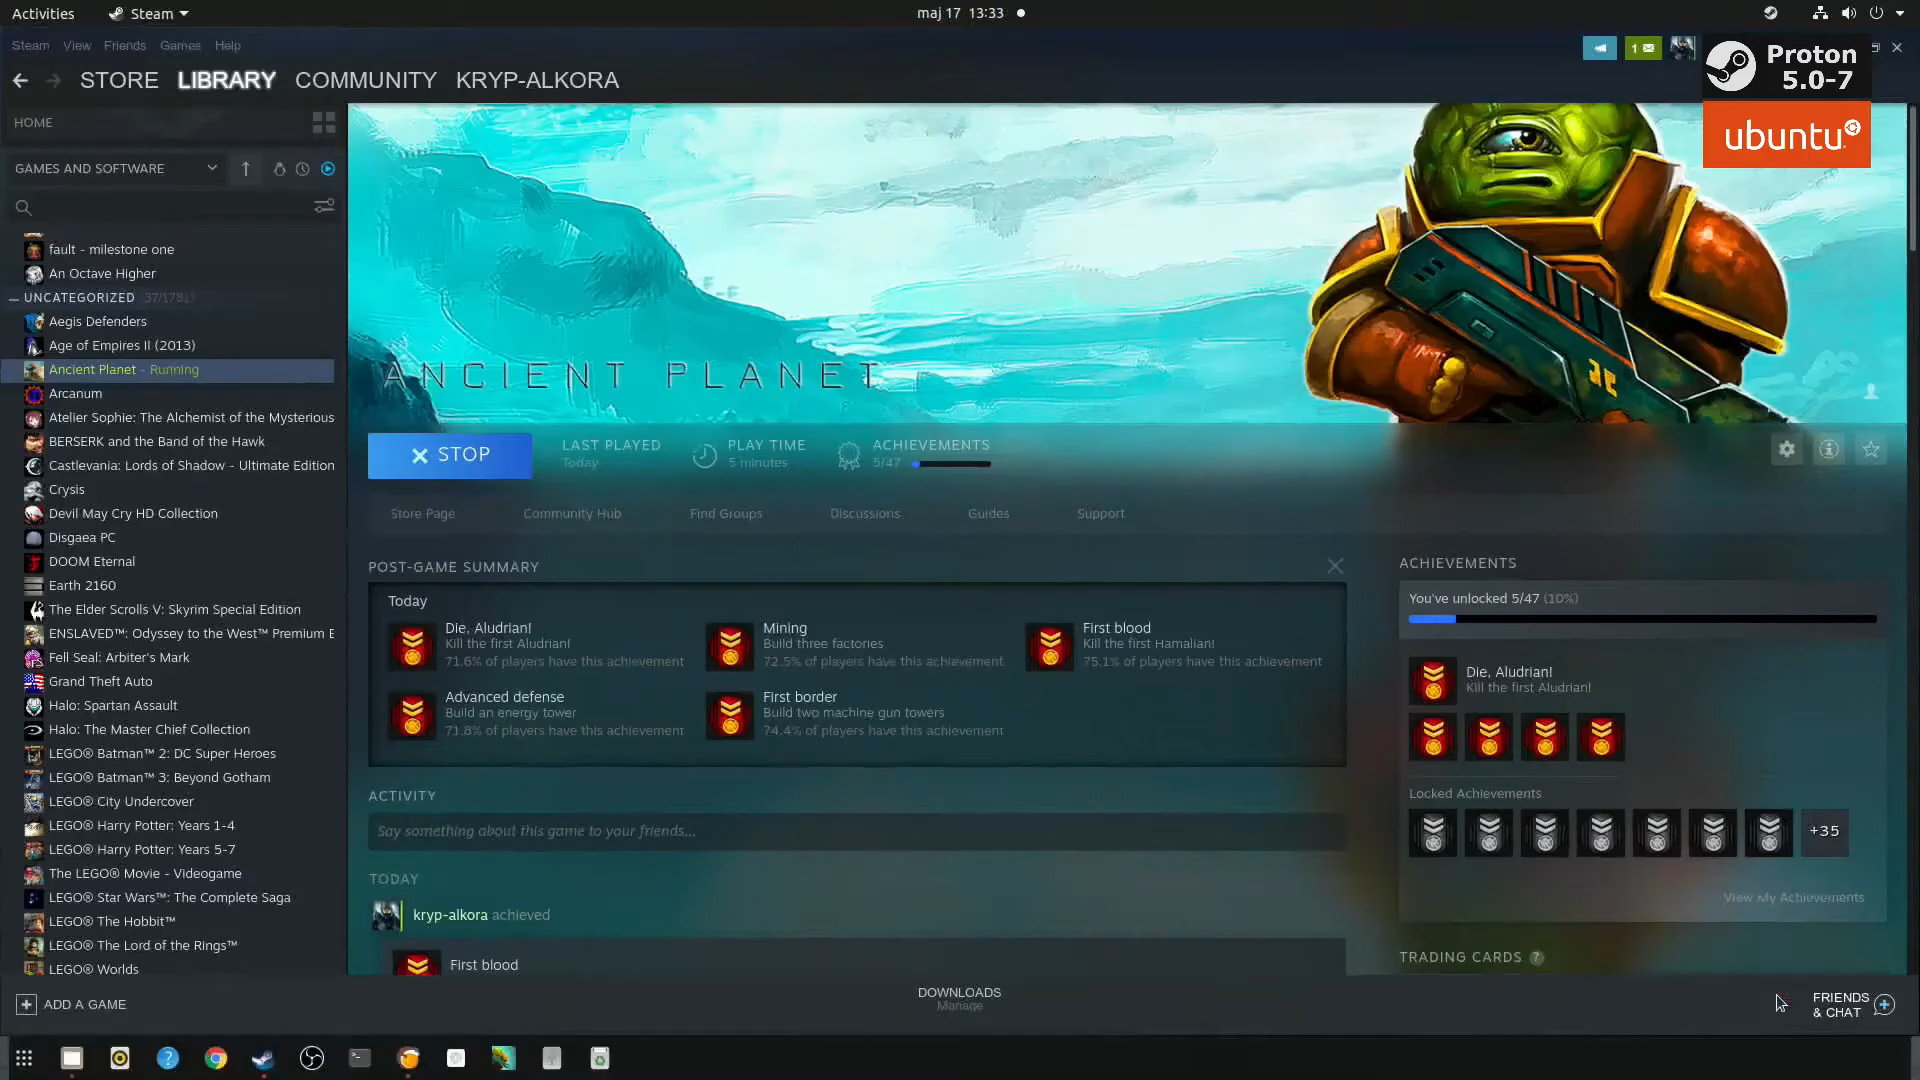 Activities
Steam
maj 17 13:33
Steam View Friends Games Help
1
Proton
5.0-7
ubuntu
STORE LIBRARY COMMUNITY KRYP-ALKORA
HOME
GAMES AND SOFTWARE
fault - milestone one
An Octave Higher
UNCATEGORIZED
Aegis Defenders
Age of Empires II (2013)
Ancient Planet - Running
Arcanum
Atelier Sophie: The Alchemist of the Mysterious
BERSERK and the Band of the Hawk
Castlevania: Lords of Shadow - Ultimate Edition
Crysis
Devil May Cry HD Collection
Disgaea PC
DOOM Eternal
Earth 2160
The Elder Scrolls V: Skyrim Special Edition
ENSLAVED™: Odyssey to the West™ Premium E
Fell Seal: Arbiter's Mark
Grand Theft Auto
Halo: Spartan Assault
Halo: The Master Chief Collection
LEGO® Batman™ 2: DC Super Heroes
LEGO® Batman™ 3: Beyond Gotham
LEGO® City Undercover
LEGO® Harry Potter: Years 1-4
LEGO® Harry Potter: Years 5-7
The LEGO® Movie - Videogame
LEGO® Star Wars™: The Complete Saga
LEGO® The Hobbit™
LEGO® The Lord of the Rings™
LEGO® Worlds
ADD A GAME
ANCIENT PLANET
STOP
LAST PLAYED
Today
PLAY TIME
5 minutes
ACHIEVEMENTS
5/47
Store Page Community Hub Find Groups Discussions Guides Support
POST-GAME SUMMARY
Today
Die, Aludrian!
Kill the first Aludrian!
71.6% of players have this achievement
Mining
Build three factories
72.5% of players have this achievement
First blood
Kill the first Hamalian!
75.1% of players have this achievement
Advanced defense
Build an energy tower
71.8% of players have this achievement
First border
Build two machine gun towers
74.4% of players have this achievement
ACTIVITY
Say something about this game to your friends...
TODAY
kryp-alkora achieved
First blood
ACHIEVEMENTS
You've unlocked 5/47 (10%)
Die, Aludrian!
Kill the first Aludrian!
Locked Achievements
+35
View My Achievements
TRADING CARDS ?
DOWNLOADS
Manage
FRIENDS
& CHAT